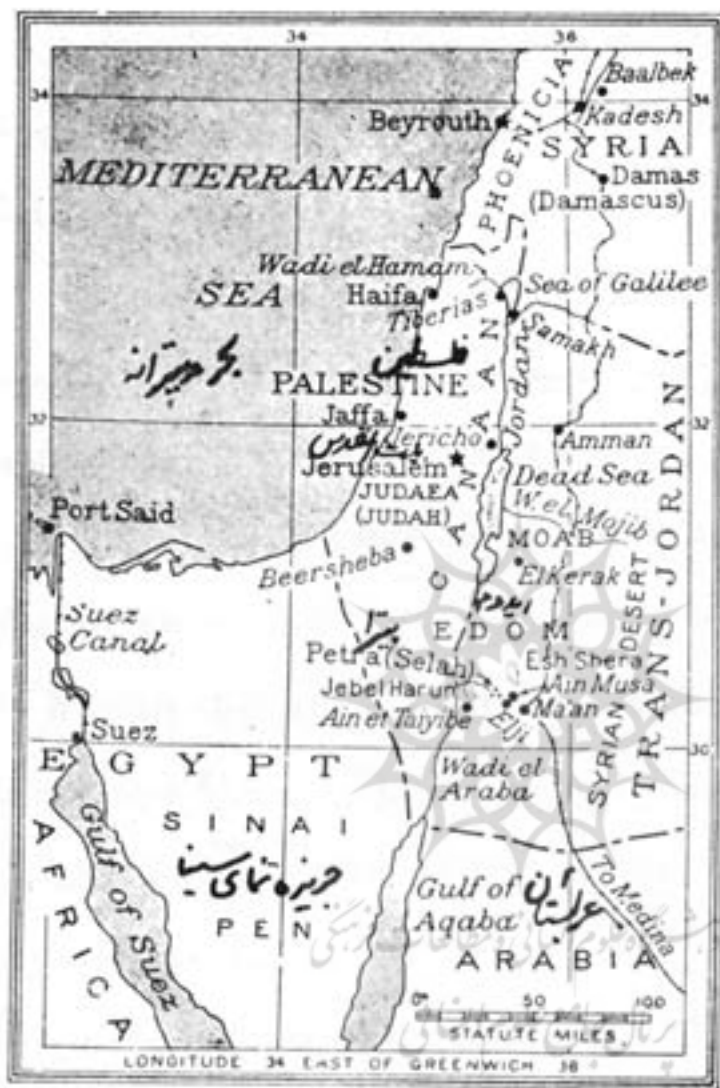 34
36
34
34
Baalbek
Kadesh
Beyrouth
PHOENICIA
SYRIA
MEDITERRANEAN
Damas
(Damascus)
Wadi el Hamam
SEA
Haifa
Sea of Galilee
Tiberias
Samakh
فلسطین
بحر مدیترانه
PALESTINE
Jordan
CANAAN
32
32
Jaffa
بیت المقدس
Jericho
Amman
Jerusalem
Dead Sea
JUDAEA
(JUDAH)
W. el Mojib
Port Said
MOAB
Beersheba
El Kerak
TRANS-JORDAN
SYRIAN DESERT
Suez
Canal
EDOM
Petra (Selah)
Esh Shera
Jebel Harun
Ain Musa
Ain et Taiyibe
Elji
Ma'an
Suez
30
EGYPT
Wadi el
Araba
SINAI
AFRICA
Gulf of Suez
جزیره نمای سینا
PEN
Gulf of
Aqaba
عربستان
To Medina
ARABIA
0
50
100
STATUTE MILES
LONGITUDE 34 EAST OF GREENWICH 36